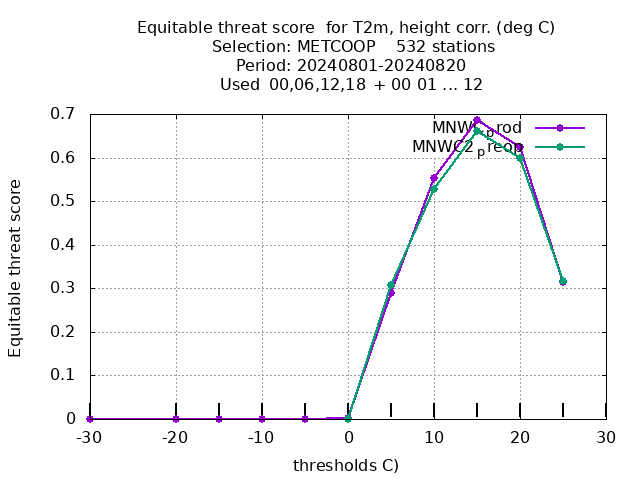 Equitable threat score for T2m, height corr. (deg C)
Selection: METCOOP 532 stations
Period: 20240801-20240820
Used 00,06,12,18 + 00 01 ... 12
0.7
0.6
0.5
0.4
0.3
0.2
0.1
0
Equitable threat score
prod
MNWC2preop
-30
-20
-10
0
10
20
30
thresholds C)